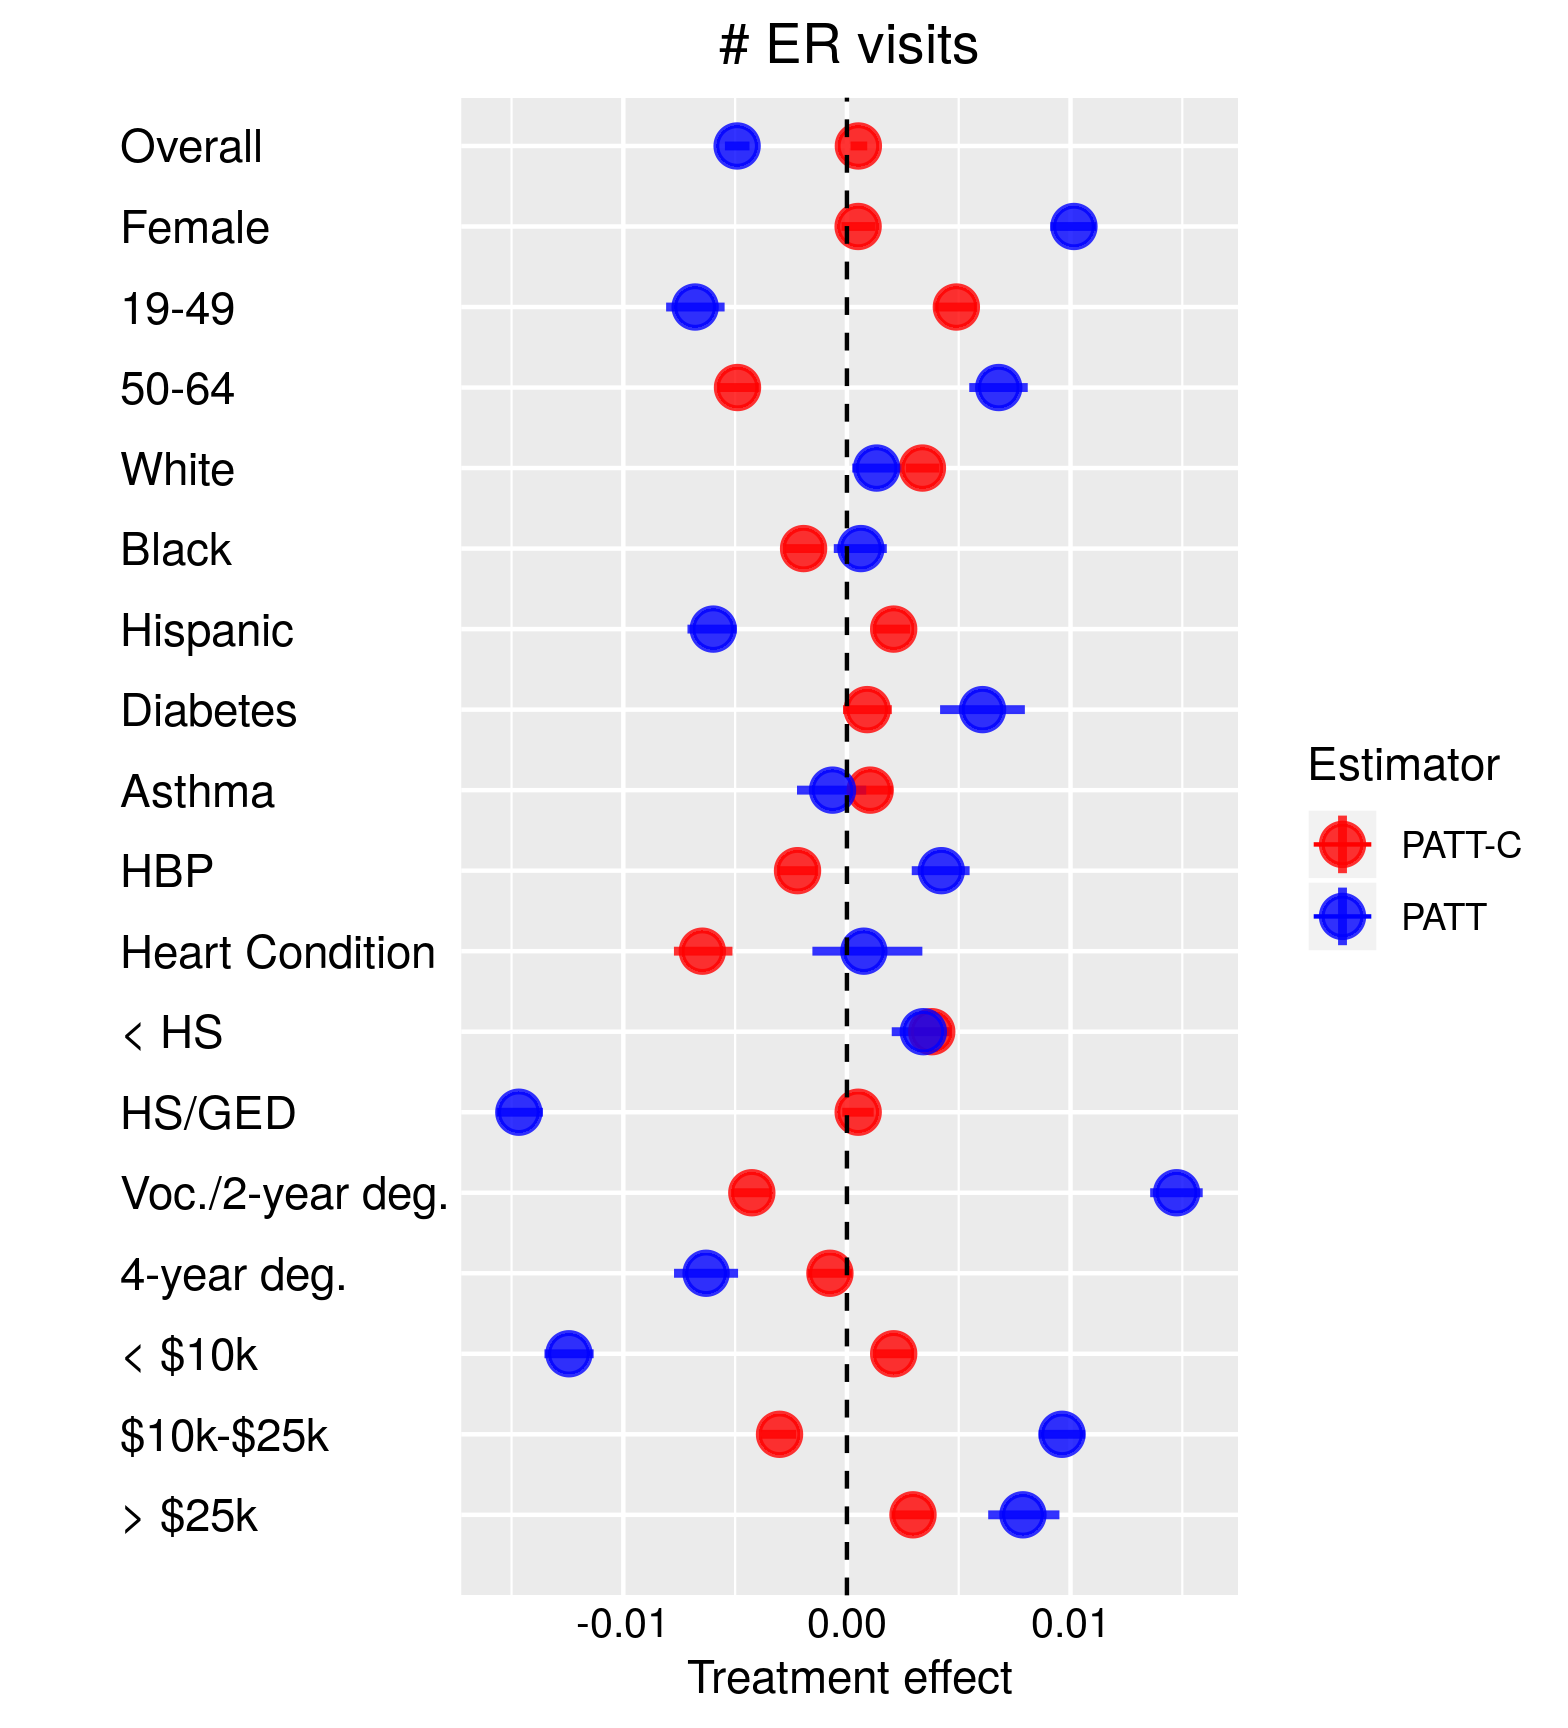 # ER visits
Overall
Female
19-49
50-64
White
Black
Hispanic
Diabetes
Asthma
HBP
Heart Condition
< HS
HS/GED
Voc./2-year deg.
4-year deg.
< $10k
$10k-$25k
> $25k
-0.01 0.00 0.01
Treatment effect
Estimator
PATT-C
PATT